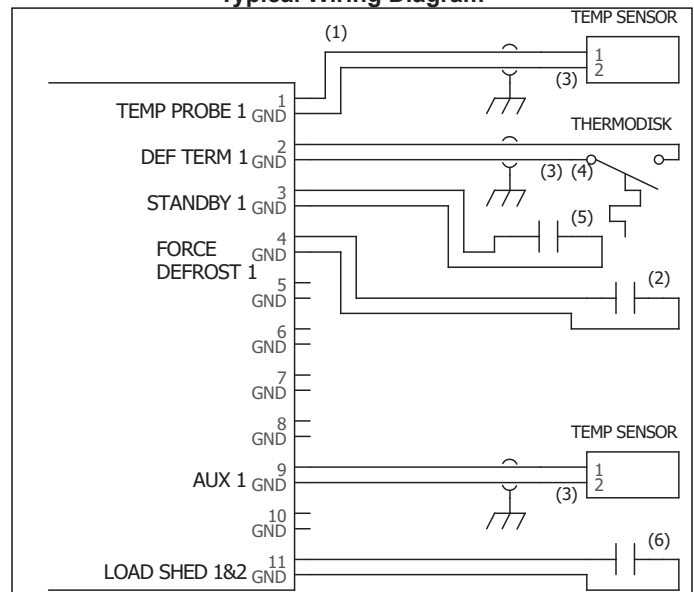 Typical Wiring Diagram
TEMP SENSOR
(1)
1
2
(3)
TEMP PROBE 1 1
GND
THERMODISK
DEF TERM 1 2
GND
(3) (4)
STANDBY 1 3
GND
(5)
FORCE
DEFROST 1
4
GND
(2)
5
GND
6
GND
7
GND
8
GND
TEMP SENSOR
AUX 1 9
GND
1
2
(3)
10
GND
(6)
LOAD SHED 1&2 11
GND